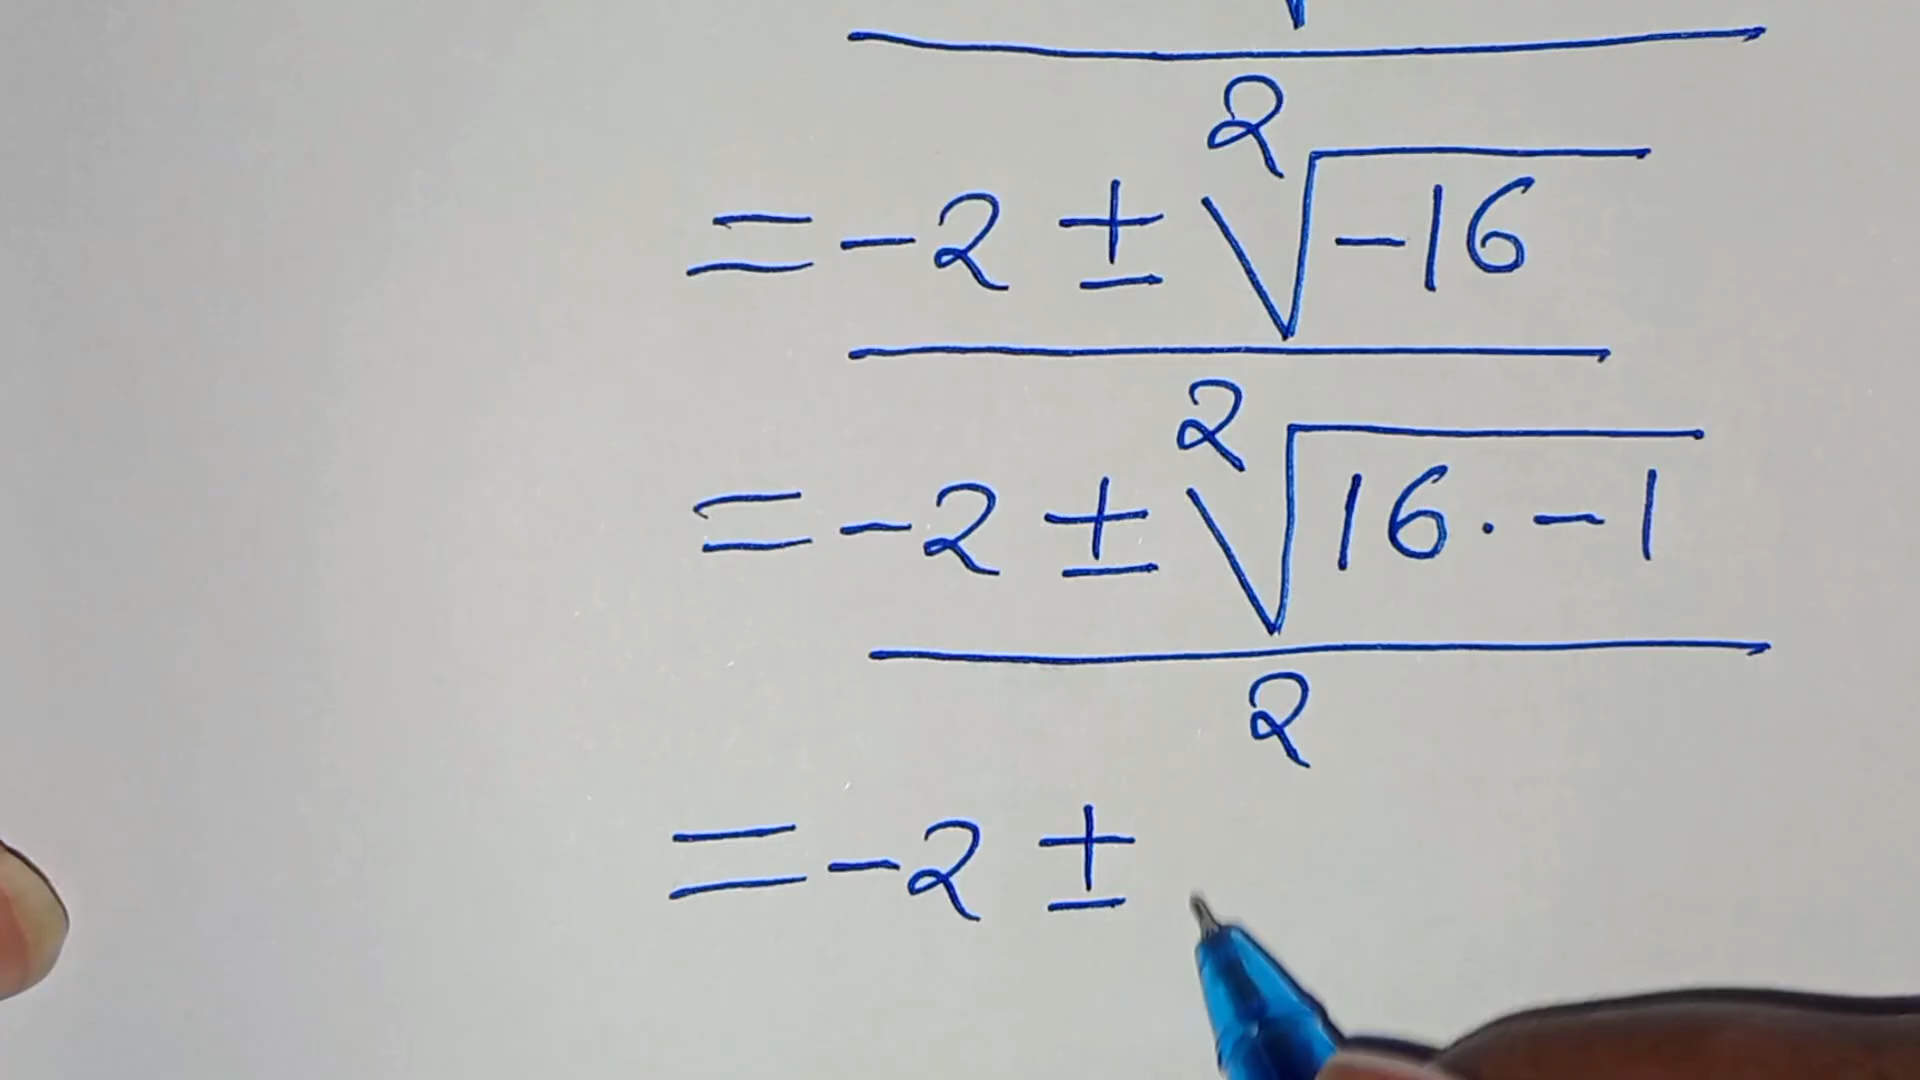 2
= -2 ± √-16
2
= -2 ± √16 · -1
2
= -2 ±